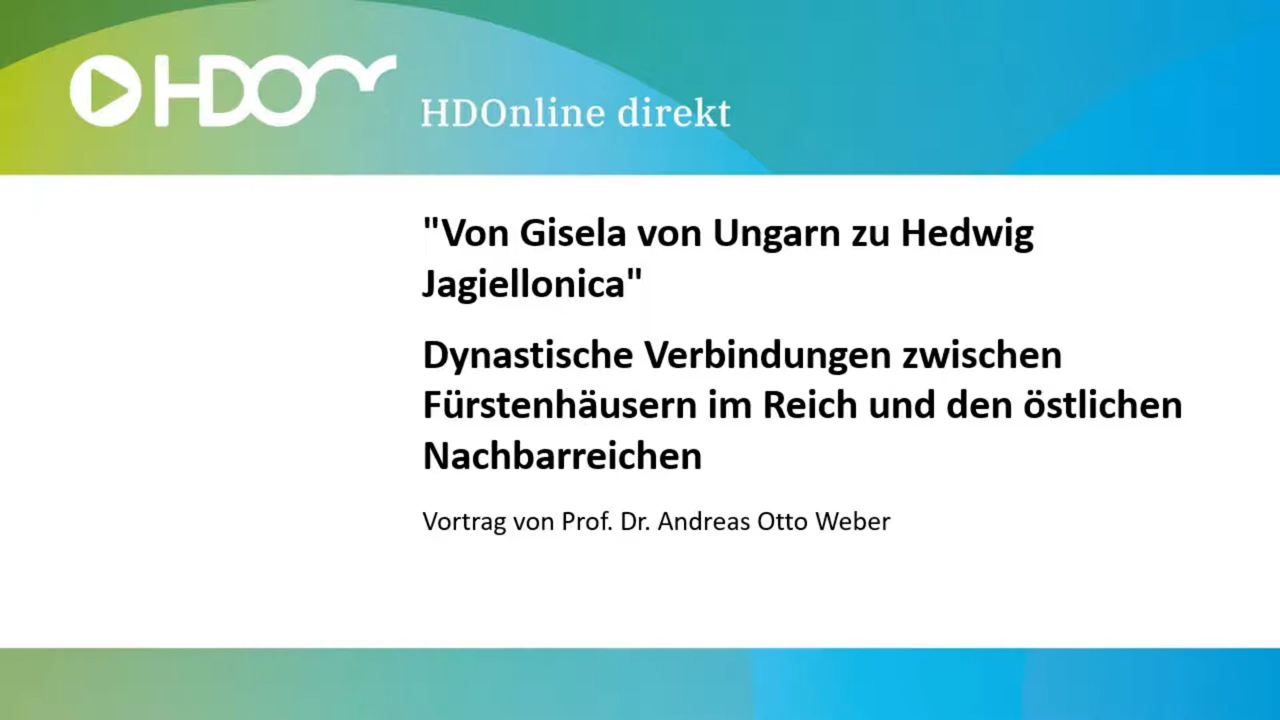 HDO
HDOnline direkt
"Von Gisela von Ungarn zu Hedwig
Jagiellonica"
Dynastische Verbindungen zwischen
Fürstenhäusern im Reich und den östlichen
Nachbarreichen
Vortrag von Prof. Dr. Andreas Otto Weber